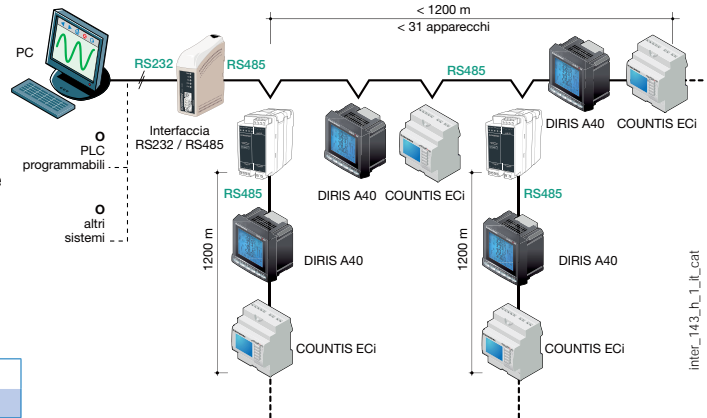 < 1200 m
< 31 apparecchi
PC
RS232
RS485
RS485
Interfaccia
RS232 / RS485
O
PLC
programmabili
O
altri
sistemi
e
DIRIS A40
COUNTIS ECi
DIRIS A40
COUNTIS ECi
RS485
1200 m
DIRIS A40
COUNTIS ECi
RS485
1200 m
DIRIS A40
COUNTIS ECi
inter_143_h_1_it_cat